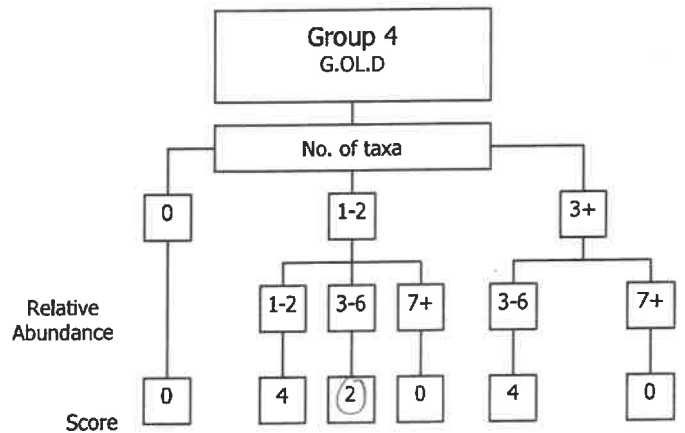 Group 4
G.OL.D
No. of taxa
0
1-2
3+
Relative
Abundance
1-2
3-6
7+
3-6
7+
Score
0
4
2
0
4
0